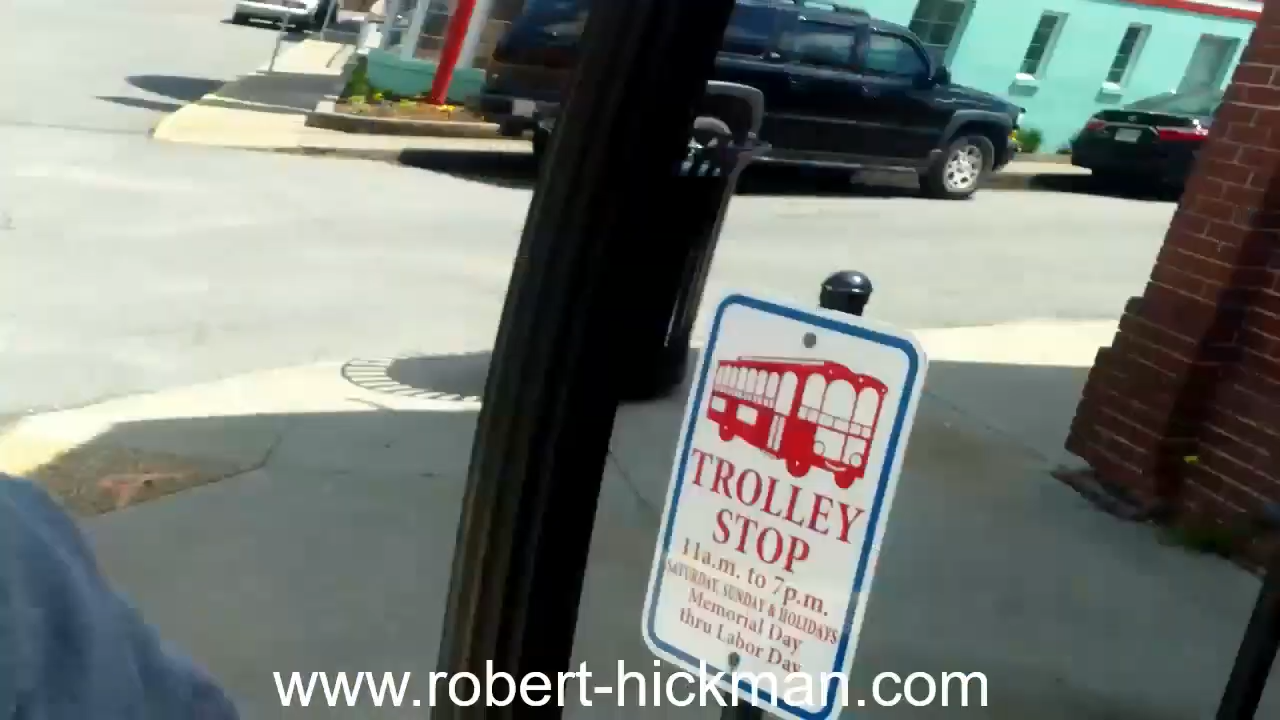 TROLLEY
STOP
11a.m. to 7p.m.
SATURDAY, SUNDAY & HOLIDAYS
Memorial Day
thru Labor Day
www.robert-hickman.com